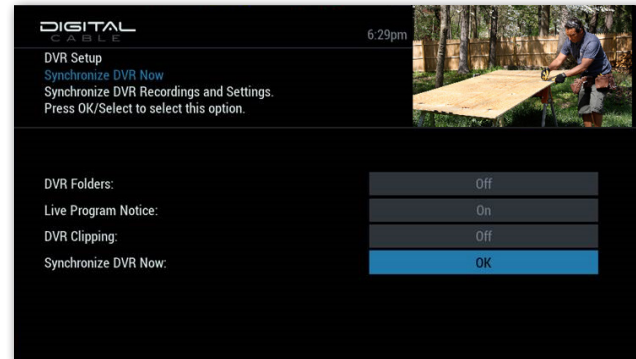 DIGITAL
CABLE
6:29pm
DVR Setup
Synchronize DVR Now
Synchronize DVR Recordings and Settings.
Press OK/Select to select this option.
DVR Folders: Off
Live Program Notice: On
DVR Clipping: Off
Synchronize DVR Now: OK